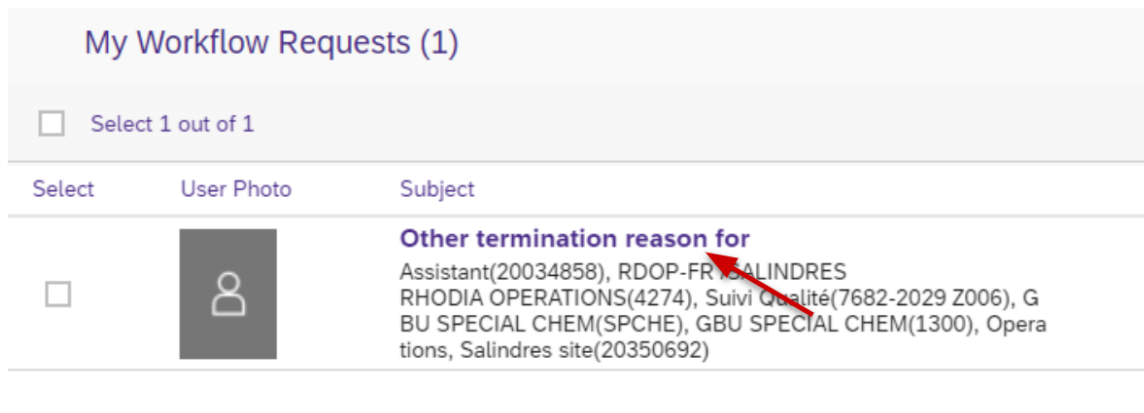 My Workflow Requests (1)
Select 1 out of 1
Select User Photo Subject
Other termination reason for
Assistant(20034858), RDOP-FR SALINDRES
RHODIA OPERATIONS(4274), Suivi Qualité(7682-2029 Z006), G
BU SPECIAL CHEM(SPCHE), GBU SPECIAL CHEM(1300), Opera
tions, Salindres site(20350692)